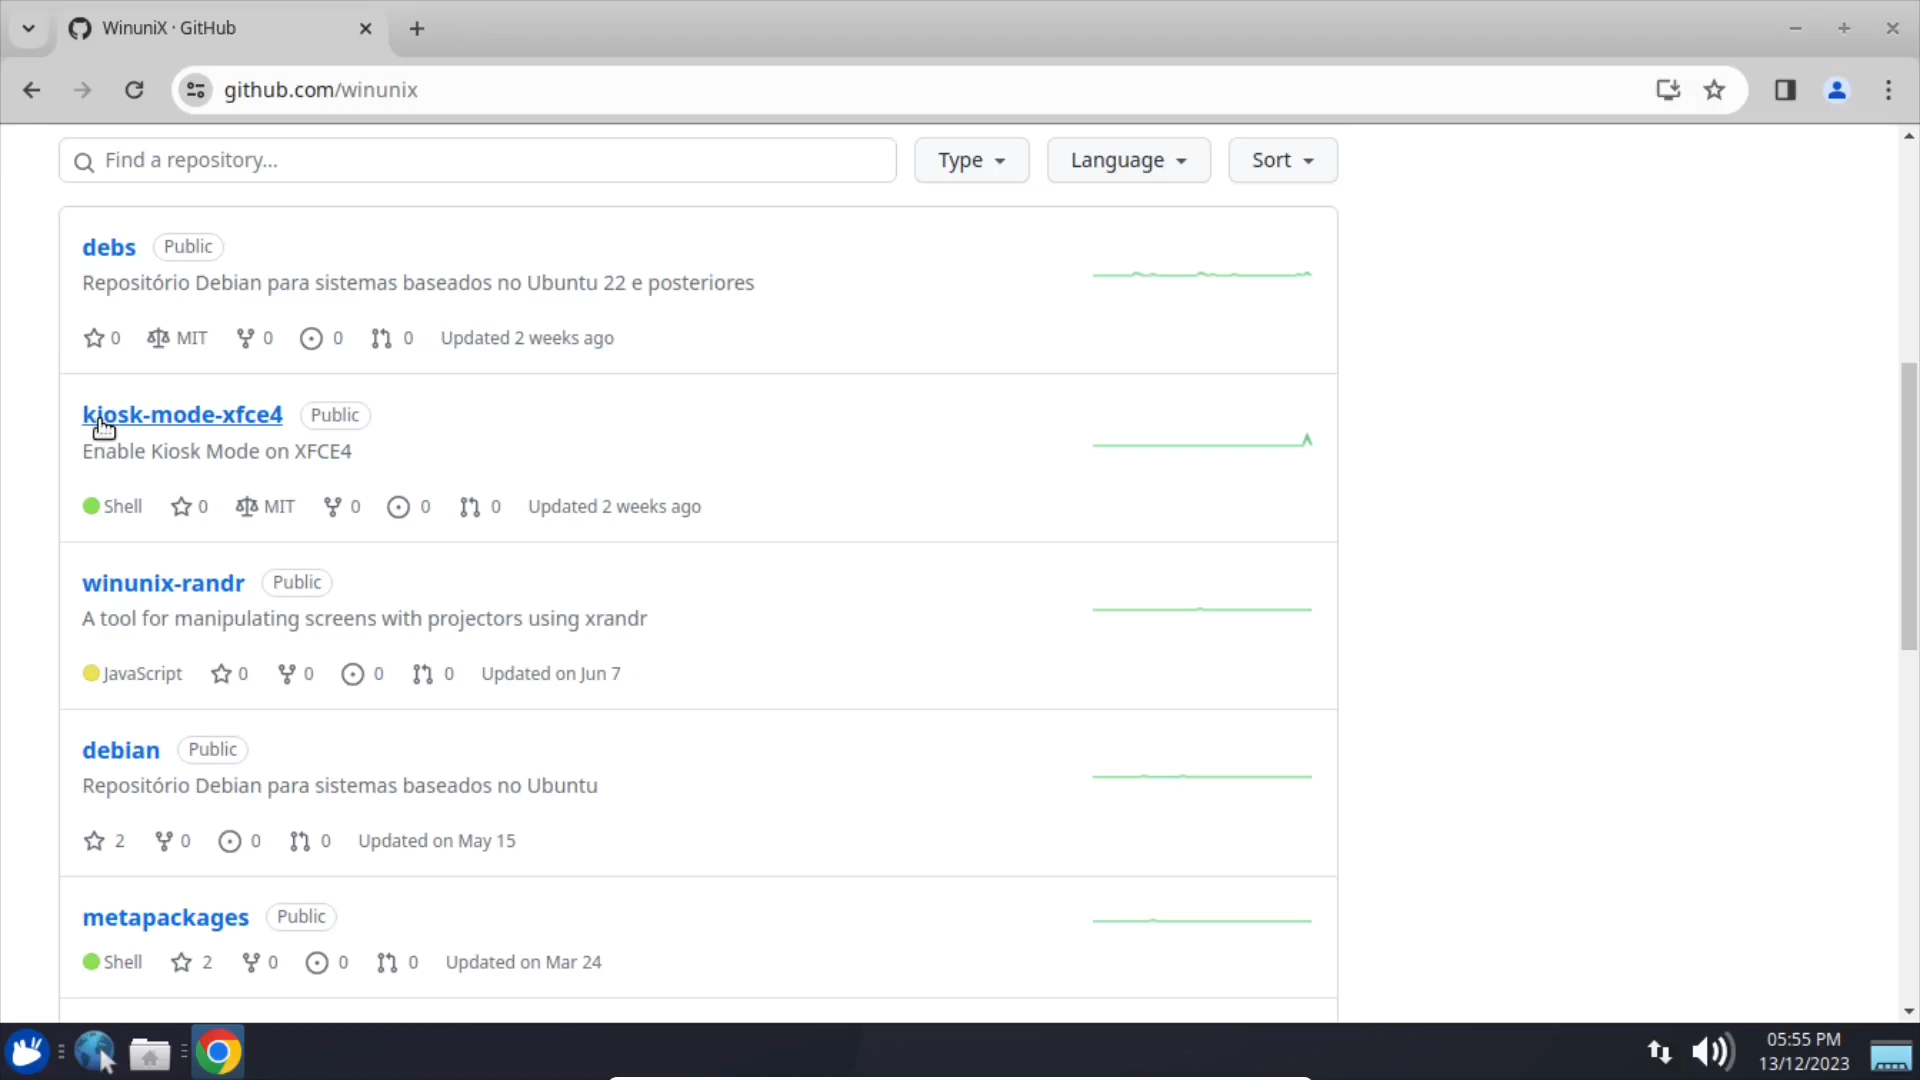 WinuniX · GitHub
github.com/winunix
Find a repository...
Type
Language
Sort
debs Public
Repositório Debian para sistemas baseados no Ubuntu 22 e posteriores
0 MIT 0 0 0 Updated 2 weeks ago
kiosk-mode-xfce4 Public
Enable Kiosk Mode on XFCE4
Shell 0 MIT 0 0 0 Updated 2 weeks ago
winunix-randr Public
A tool for manipulating screens with projectors using xrandr
JavaScript 0 0 0 0 Updated on Jun 7
debian Public
Repositório Debian para sistemas baseados no Ubuntu
2 0 0 0 Updated on May 15
metapackages Public
Shell 2 0 0 0 Updated on Mar 24
05:55 PM
13/12/2023